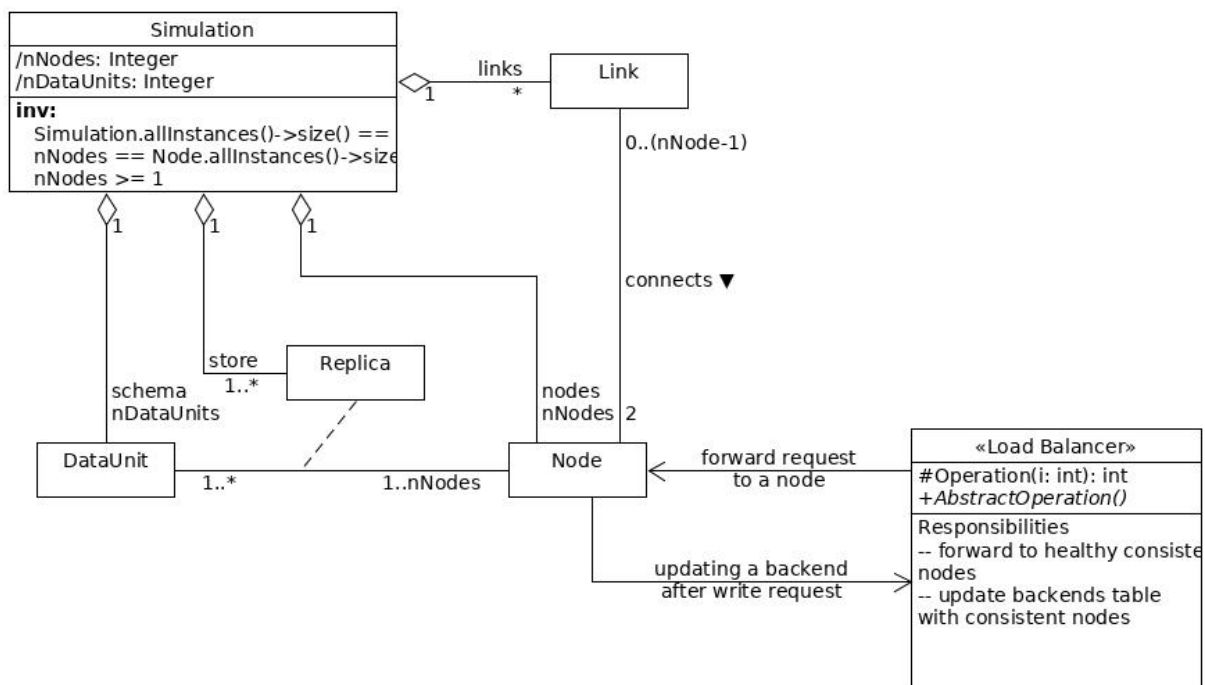 Simulation
/nNodes: Integer
/nDataUnits: Integer
inv:
Simulation.allInstances()->size() ==
nNodes == Node.allInstances()->size
nNodes >= 1
1
links
*
Link
0..(nNode-1)
1
1
1
connects ▼
store
1..*
Replica
schema
nDataUnits
nodes
nNodes
2
DataUnit
1..*
1..nNodes
Node
forward request
to a node
«Load Balancer»
#Operation(i: int): int
+AbstractOperation()
Responsibilities
-- forward to healthy consiste
nodes
-- update backends table
with consistent nodes
updating a backend
after write request